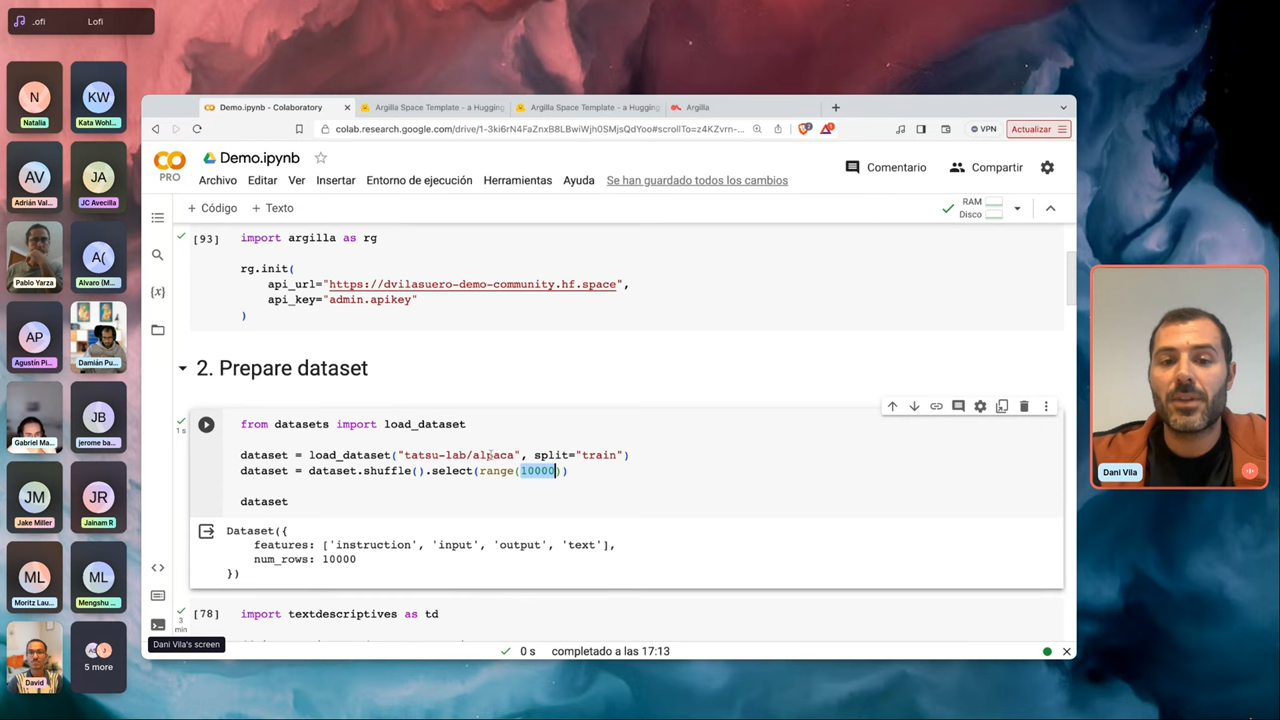 .ofi
Lofi
N
Natalia
KW
Kata Wohl...
AV
Adrián Val...
JA
JC Avecilla
Pablo Yarza
A(
Alvaro (M...
AP
Agustín Pi...
Damián Pu...
Gabriel Ma...
JB
jerome ba...
JM
Jake Miller
JR
Jainam R
ML
Moritz Lau...
ML
Mengshu ...
David
5 more
Demo.ipynb - Colaboratory
Argilla Space Template - a Hugging
Argilla Space Template - a Hugging
Argilla
colab.research.google.com/drive/1-3ki6rN4FaZnxB8LBwiWjh0SMjsQdYoo#scrollTo=z4KZvrn-...
VPN
Actualizar
PRO
Demo.ipynb
Comentario
Compartir
Archivo Editar Ver Insertar Entorno de ejecución Herramientas Ayuda Se han guardado todos los cambios
+ Código + Texto
RAM
Disco
[93]
import argilla as rg
rg.init(
api_url="https://dvilasuero-demo-community.hf.space",
api_key="admin.apikey"
)
2. Prepare dataset
1 s
from datasets import load_dataset
dataset = load_dataset("tatsu-lab/alpaca", split="train")
dataset = dataset.shuffle().select(range(10000))
dataset
Dataset({
features: ['instruction', 'input', 'output', 'text'],
num_rows: 10000
})
[78]
3
min
import textdescriptives as td
Dani Vila's screen
0 s completado a las 17:13
Dani Vila